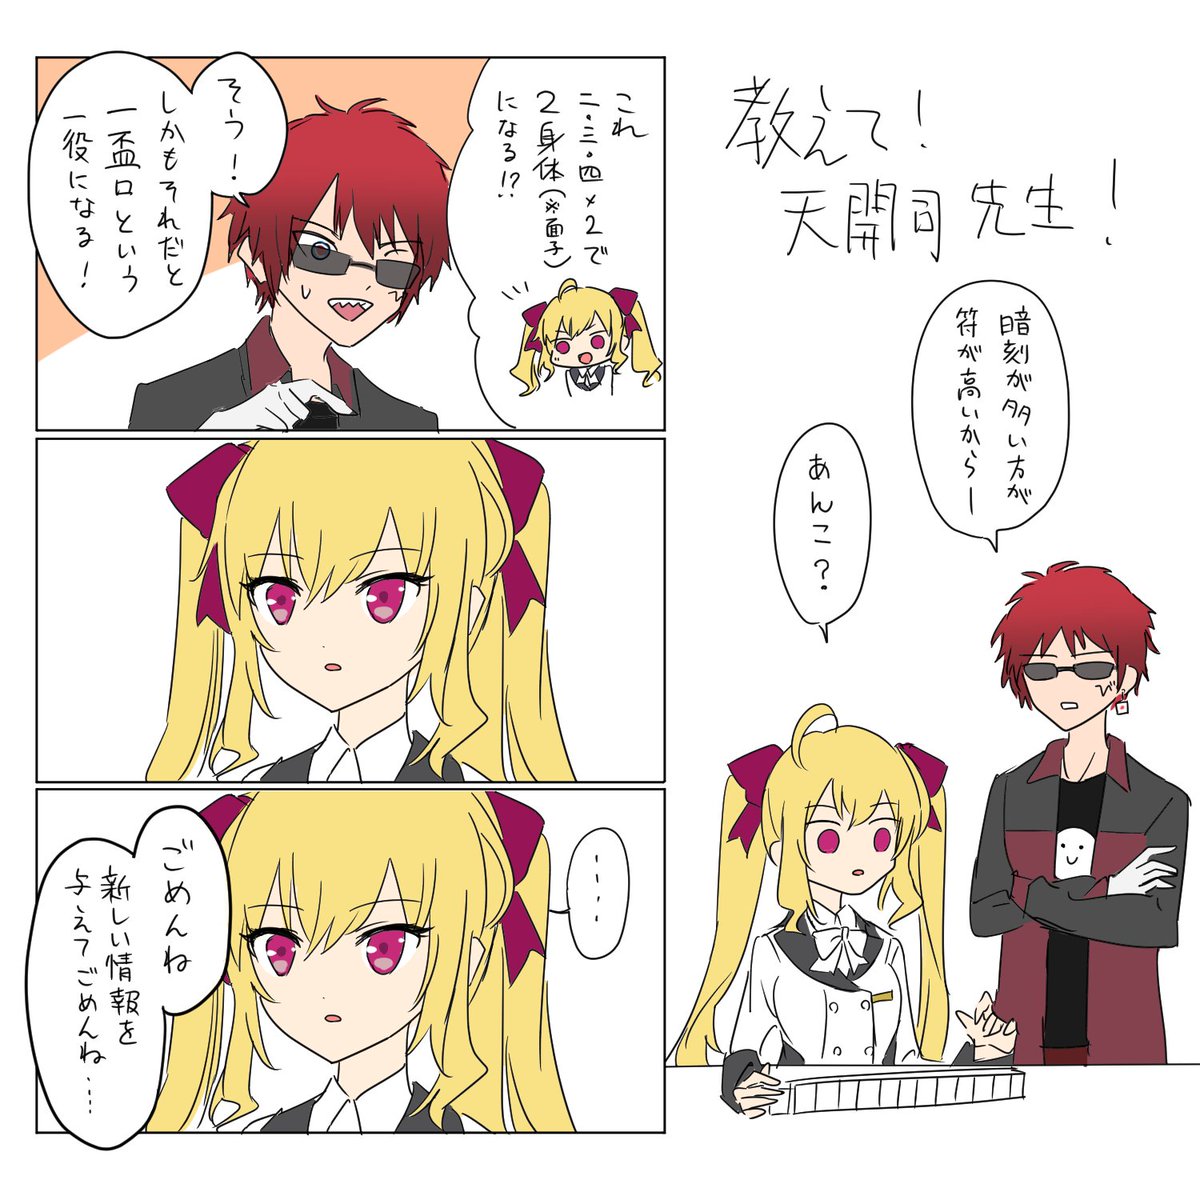 教えて!
天開司先生!
暗刻が多い方が
符が高いからー
あんこ?
これ
二・三・四×2で
2身体(※面子)
になる!?
そう!
しかもそれだと
一盃口という
一役になる!
・・・・
ごめんね
新しい情報を
与えてごめんね……